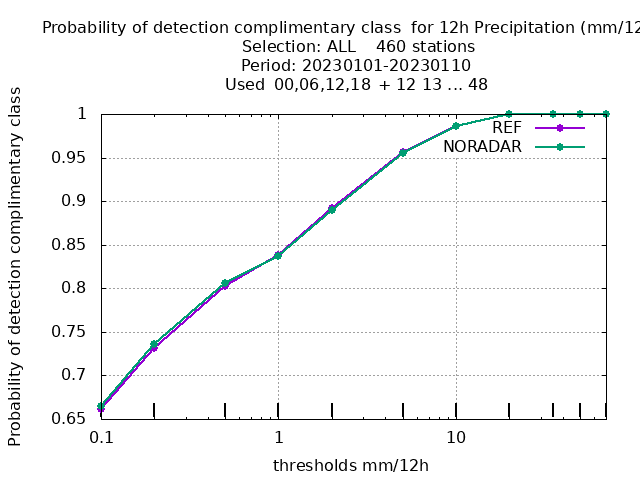 Probability of detection complimentary class for 12h Precipitation (mm/12
Selection: ALL 460 stations
Period: 20230101-20230110
Used 00,06,12,18 + 12 13 ... 48
Probability of detection complimentary class
1
0.95
0.9
0.85
0.8
0.75
0.7
0.65
REF
NORADAR
0.1 1 10
thresholds mm/12h